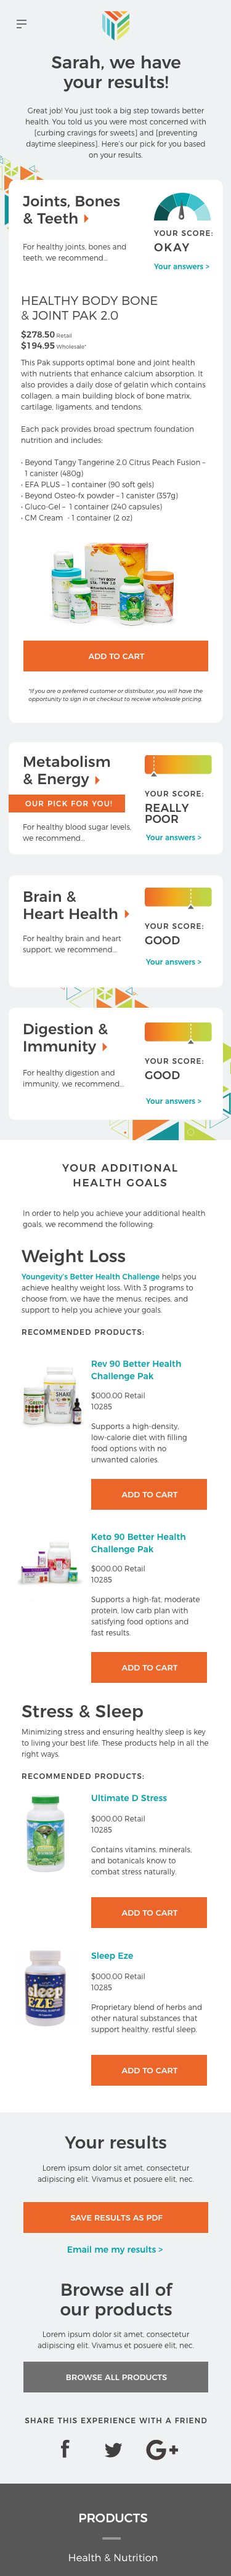 Sarah, we have
your results!
Great job! You just took a big step towards better
health. You told us you were most concerned with
[curbing cravings for sweets] and [preventing
daytime sleepiness]. Here's our pick for you based
on your results.
Joints, Bones
& Teeth
For healthy joints, bones and
teeth, we recommend...
YOUR SCORE:
OKAY
Your answers >
HEALTHY BODY BONE
& JOINT PAK 2.0
$278.50 Retail
$194.95 Wholesale*
This Pak supports optimal bone and joint health
with nutrients that enhance calcium absorption. It
also provides a daily dose of gelatin which contains
collagen, a main building block of bone matrix,
cartilage, ligaments, and tendons.
Each pack provides broad spectrum foundation
nutrition and includes:
- Beyond Tangy Tangerine 2.0 Citrus Peach Fusion –
1 canister (480g)
- EFA PLUS – 1 container (90 soft gels)
- Beyond Osteo-fx powder – 1 canister (357g)
- Gluco-Gel – 1 container (240 capsules)
- CM Cream - 1 container (2 oz)
ADD TO CART
*If you are a preferred customer or distributor, you will have the
opportunity to sign in at checkout to receive wholesale pricing.
Metabolism
& Energy
OUR PICK FOR YOU!
For healthy blood sugar levels,
we recommend...
YOUR SCORE:
REALLY
POOR
Your answers >
Brain &
Heart Health
For healthy brain and heart
support, we recommend...
YOUR SCORE:
GOOD
Your answers >
Digestion &
Immunity
For healthy digestion and
immunity, we recommend...
YOUR SCORE:
GOOD
Your answers >
YOUR ADDITIONAL
HEALTH GOALS
In order to help you achieve your additional health
goals, we recommend the following:
Weight Loss
Youngevity's Better Health Challenge helps you
achieve healthy weight loss. With 3 programs to
choose from, we have the menus, recipes, and
support to help you achieve your goals.
RECOMMENDED PRODUCTS:
SHAKE
Rev 90 Better Health
Challenge Pak
$000.00 Retail
10285
Supports a high-density,
low-calorie diet with filling
food options with no
unwanted calories.
ADD TO CART
Keto 90 Better Health
Challenge Pak
$000.00 Retail
10285
Supports a high-fat, moderate
protein, low carb plan with
satisfying food options and
fast results.
ADD TO CART
Stress & Sleep
Minimizing stress and ensuring healthy sleep is key
to living your best life. These products help in all the
right ways.
RECOMMENDED PRODUCTS:
Ultimate D Stress
$000.00 Retail
10285
Contains vitamins, minerals,
and botanicals know to
combat stress naturally.
ADD TO CART
sleep
EZE
Sleep Eze
$000.00 Retail
10285
Proprietary blend of herbs and
other natural substances that
support healthy, restful sleep.
ADD TO CART
Your results
Lorem ipsum dolor sit amet, consectetur
adipiscing elit. Vivamus et posuere elit, nec.
SAVE RESULTS AS PDF
Email me my results >
Browse all of
our products
Lorem ipsum dolor sit amet, consectetur
adipiscing elit. Vivamus et posuere elit, nec.
BROWSE ALL PRODUCTS
SHARE THIS EXPERIENCE WITH A FRIEND
f G+
PRODUCTS
Health & Nutrition